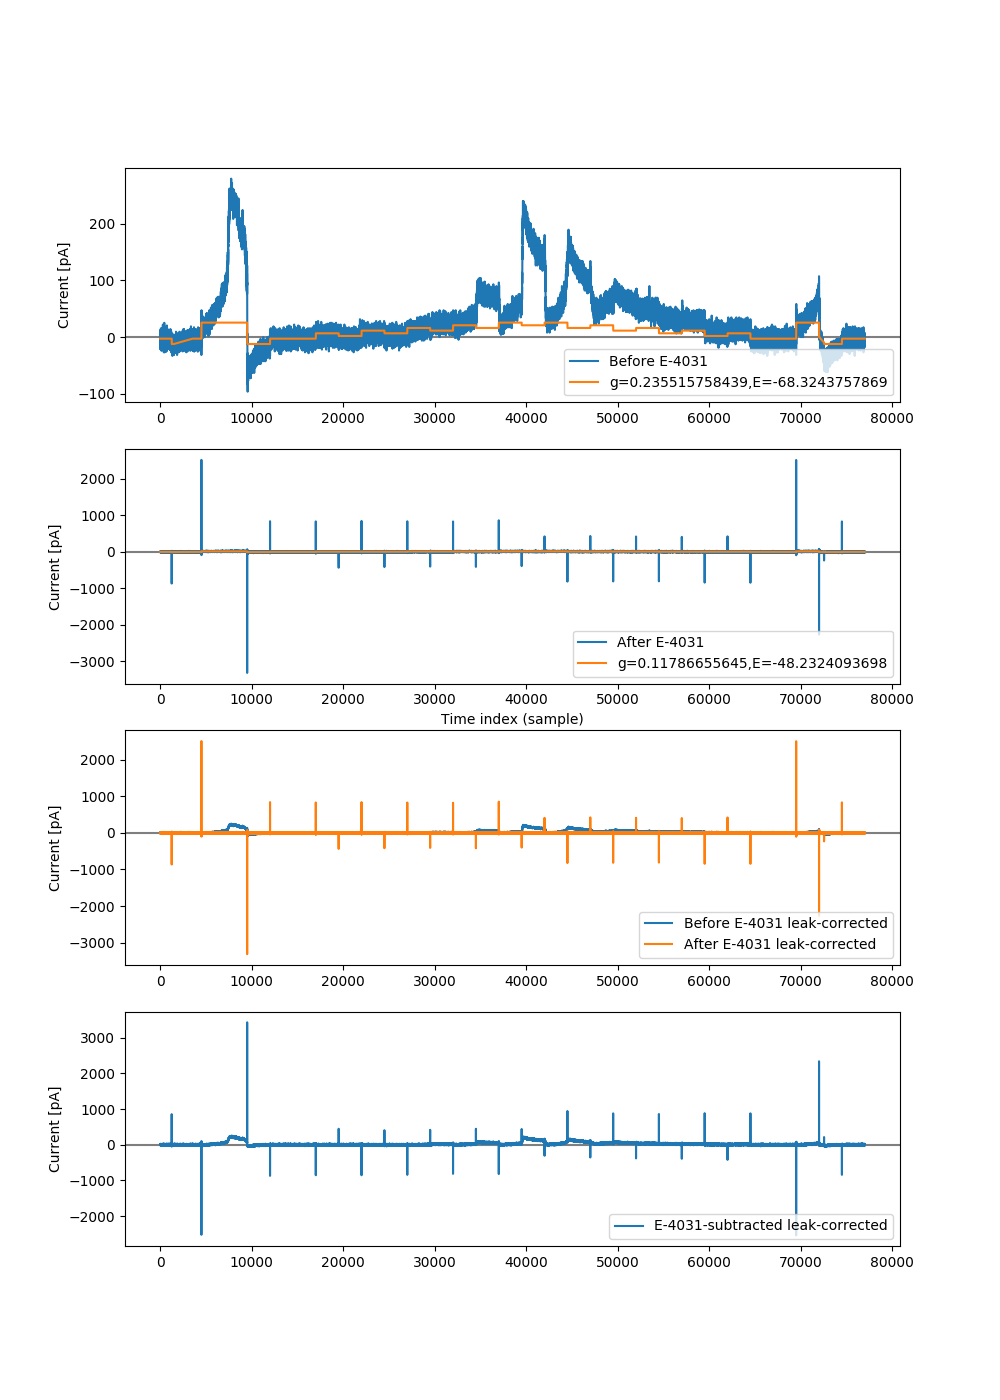 200
100
0
−100
Current [pA]
Before E-4031
g=0.235515758439,E=-68.3243757869
0 10000 20000 30000 40000 50000 60000 70000 80000
2000
1000
0
−1000
−2000
−3000
Current [pA]
After E-4031
g=0.11786655645,E=-48.2324093698
0 10000 20000 30000 40000 50000 60000 70000 80000
Time index (sample)
2000
1000
0
−1000
−2000
−3000
Current [pA]
Before E-4031 leak-corrected
After E-4031 leak-corrected
0 10000 20000 30000 40000 50000 60000 70000 80000
3000
2000
1000
0
−1000
−2000
Current [pA]
E-4031-subtracted leak-corrected
0 10000 20000 30000 40000 50000 60000 70000 80000